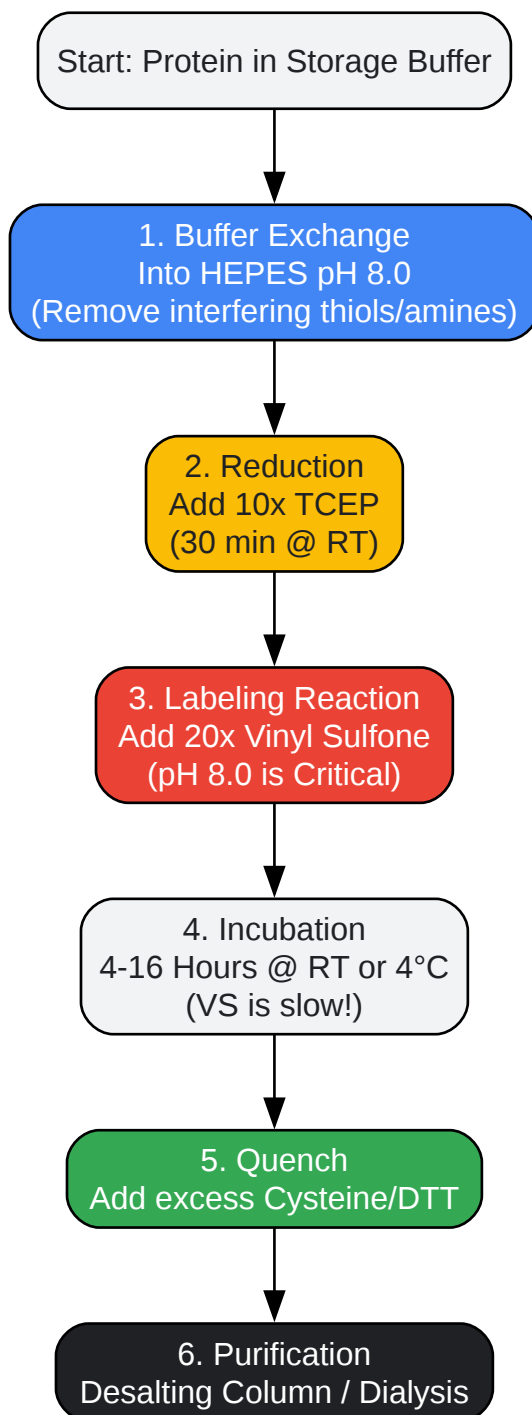 Start: Protein in Storage Buffer
1. Buffer Exchange
Into HEPES pH 8.0
(Remove interfering thiols/amines)
2. Reduction
Add 10x TCEP
(30 min @ RT)
3. Labeling Reaction
Add 20x Vinyl Sulfone
(pH 8.0 is Critical)
4. Incubation
4-16 Hours @ RT or 4°C
(VS is slow!)
5. Quench
Add excess Cysteine/DTT
6. Purification
Desalting Column / Dialysis